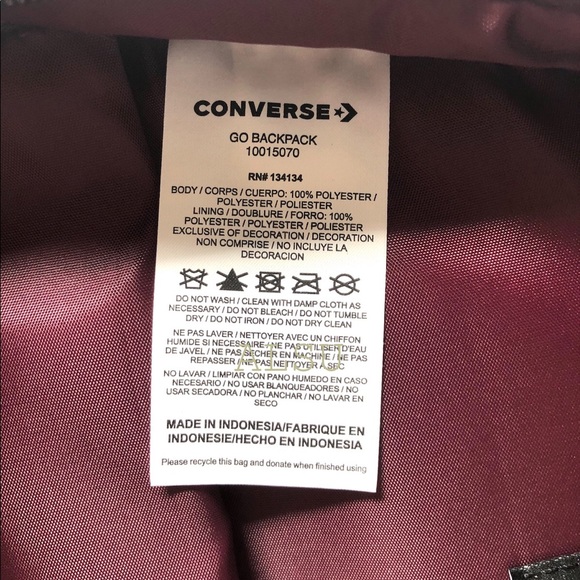 CONVERSE
GO BACKPACK
10015070
RN# 134134
BODY / CORPS / CUERPO: 100% POLYESTER /
POLYESTER / POLIESTER
LINING / DOUBLURE / FORRO: 100%
POLYESTER / POLYESTER / POLIESTER
EXCLUSIVE OF DECORATION / DECORATION
NON COMPRISE / NO INCLUYE LA
DECORACION
DO NOT WASH / CLEAN WITH DAMP CLOTH AS
NECESSARY / DO NOT BLEACH / DO NOT TUMBLE
DRY / DO NOT IRON / DO NOT DRY CLEAN
NE PAS LAVER / NETTOYER AVEC UN CHIFFON
HUMIDE SI NECESSAIRE / NE PAS UTILISER D'EAU
DE JAVEL / NE PAS SECHER EN MACHINE / NE PAS
REPASSER / NE PAS NETTOYER A SEC
ALSU
NO LAVAR / LIMPIAR CON PANO HUMEDO EN CASO
NECESARIO / NO USAR BLANQUEADORES / NO
USAR SECADORA / NO PLANCHAR / NO LAVAR EN
SECO
MADE IN INDONESIA/FABRIQUE EN
INDONESIE/HECHO EN INDONESIA
Please recycle this bag and donate when finished using